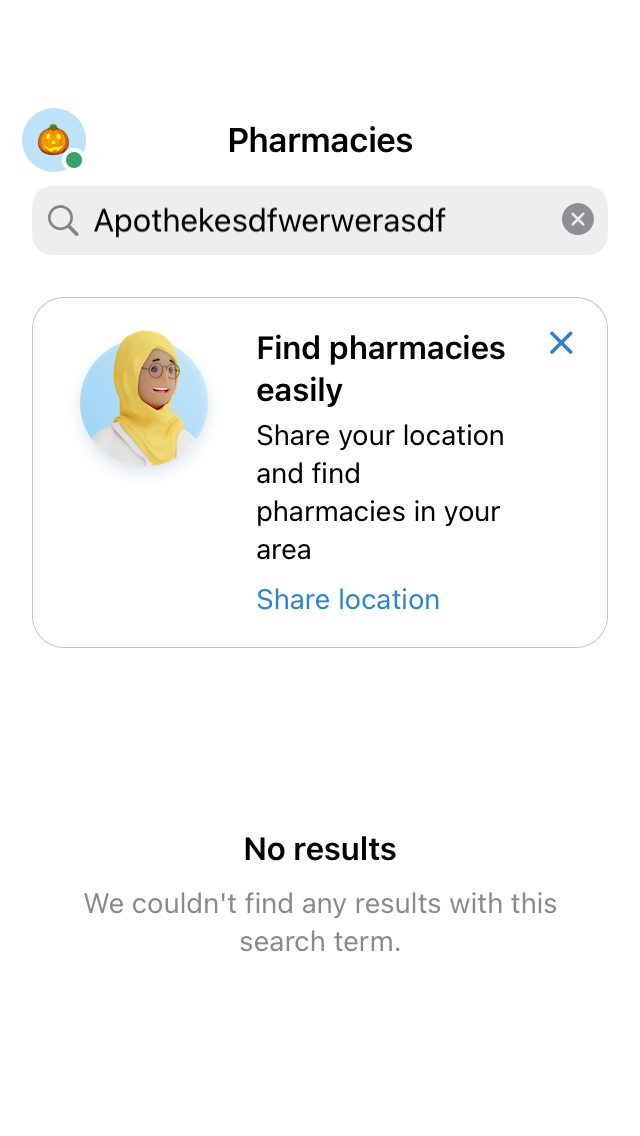 Pharmacies
Apothekesdfwerwerasdf
Find pharmacies
easily
Share your location
and find
pharmacies in your
area
Share location
No results
We couldn't find any results with this
search term.